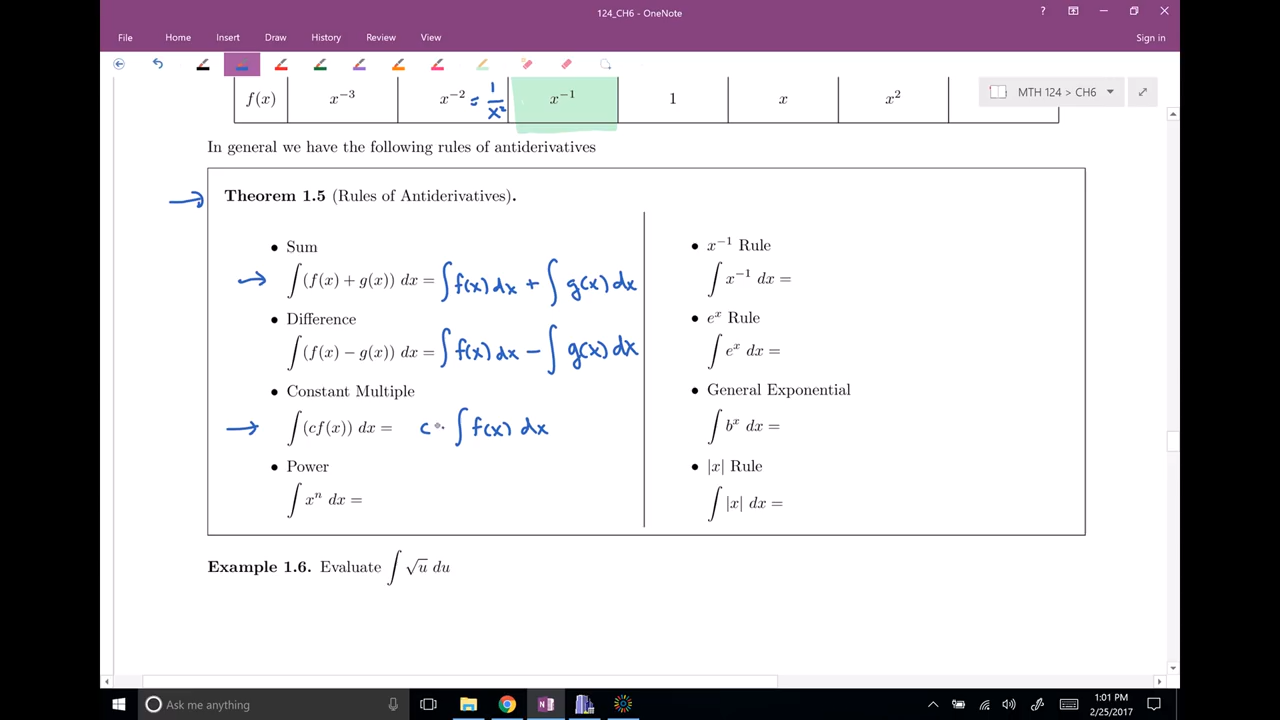 124_CH6 - OneNote
?
File Home Insert Draw History Review View Sign in
f(x) x⁻³ x⁻² = 1/x² x⁻¹ 1 x x²
MTH 124 > CH6
In general we have the following rules of antiderivatives
→ Theorem 1.5 (Rules of Antiderivatives).
• Sum
→ ∫(f(x) + g(x)) dx = ∫f(x) dx + ∫g(x) dx
• Difference
∫(f(x) − g(x)) dx = ∫f(x) dx − ∫g(x) dx
• Constant Multiple
→ ∫(cf(x)) dx = c · ∫f(x) dx
• Power
∫xⁿ dx =
• x⁻¹ Rule
∫x⁻¹ dx =
• eˣ Rule
∫eˣ dx =
• General Exponential
∫bˣ dx =
• |x| Rule
∫|x| dx =
Example 1.6. Evaluate ∫√u du
Ask me anything
1:01 PM
2/25/2017